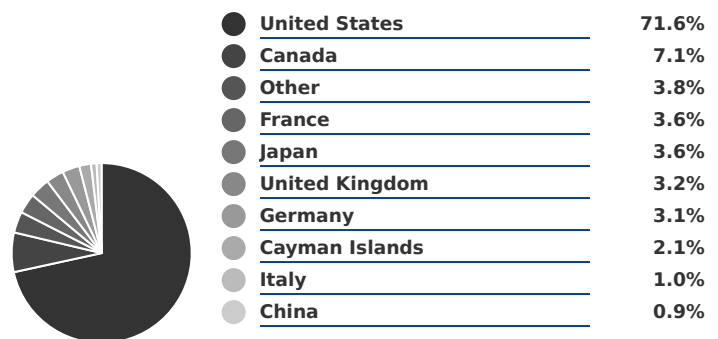 United States 71.6%
Canada 7.1%
Other 3.8%
France 3.6%
Japan 3.6%
United Kingdom 3.2%
Germany 3.1%
Cayman Islands 2.1%
Italy 1.0%
China 0.9%